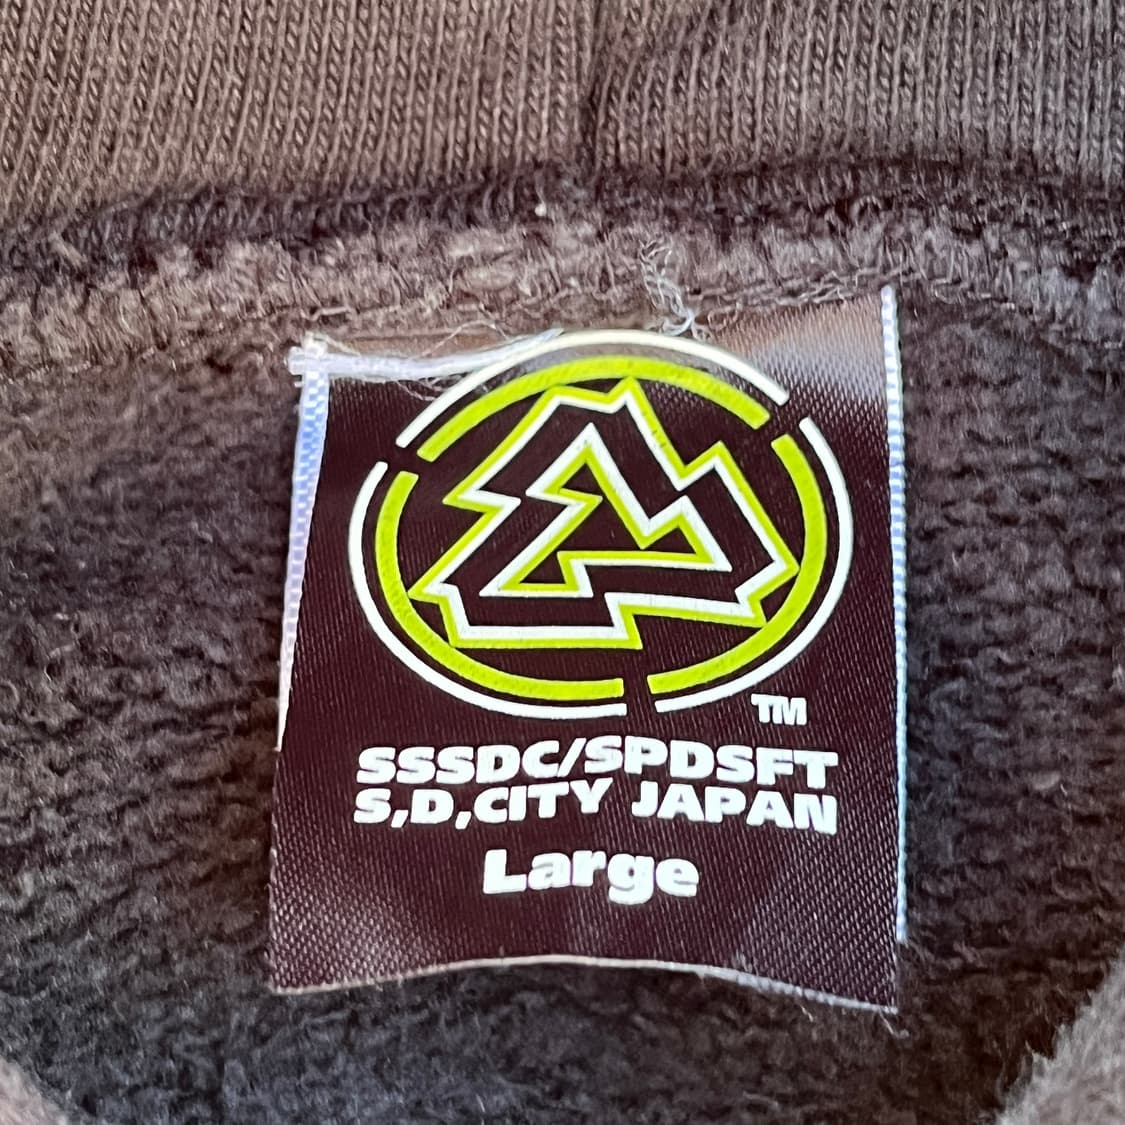 TM
SSSDC/SPDSFT
S,D,CITY JAPAN
Large